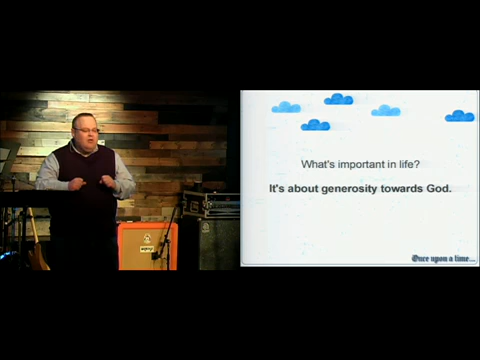 What's important in life?
It's about generosity towards God.
Once upon a time...